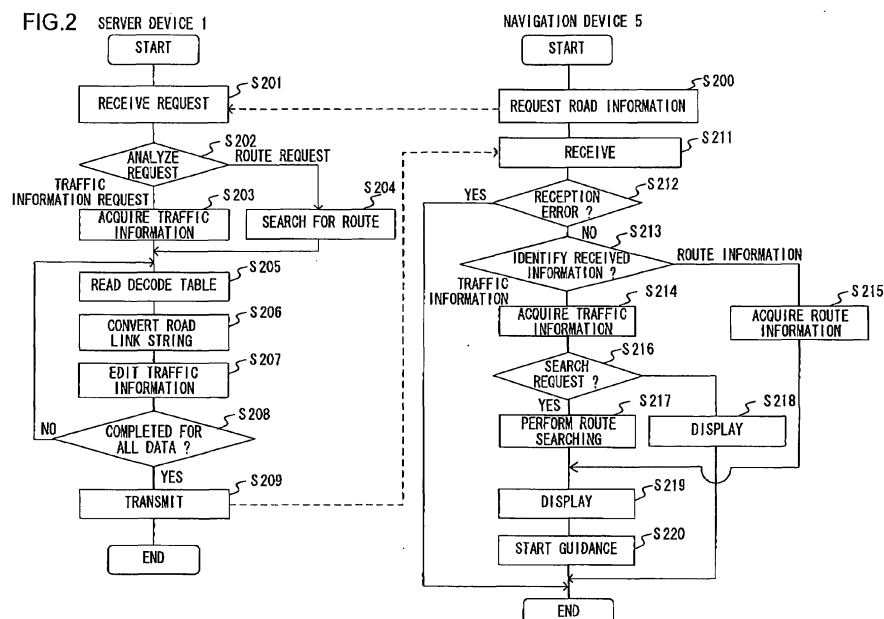 FIG.2
SERVER DEVICE 1
START
S201
RECEIVE REQUEST
S202
ANALYZE
REQUEST
ROUTE REQUEST
TRAFFIC
INFORMATION REQUEST
S203
ACQUIRE TRAFFIC
INFORMATION
S204
SEARCH FOR ROUTE
S205
READ DECODE TABLE
S206
CONVERT ROAD
LINK STRING
S207
EDIT TRAFFIC
INFORMATION
S208
NO
COMPLETED FOR
ALL DATA ?
YES
S209
TRANSMIT
END
NAVIGATION DEVICE 5
START
S200
REQUEST ROAD INFORMATION
S211
RECEIVE
S212
YES
RECEPTION
ERROR ?
NO
S213
IDENTIFY RECEIVED
INFORMATION ?
ROUTE INFORMATION
TRAFFIC
INFORMATION
S214
ACQUIRE TRAFFIC
INFORMATION
S215
ACQUIRE ROUTE
INFORMATION
S216
SEARCH
REQUEST ?
YES
S217
PERFORM ROUTE
SEARCHING
S218
DISPLAY
S219
DISPLAY
S220
START GUIDANCE
END